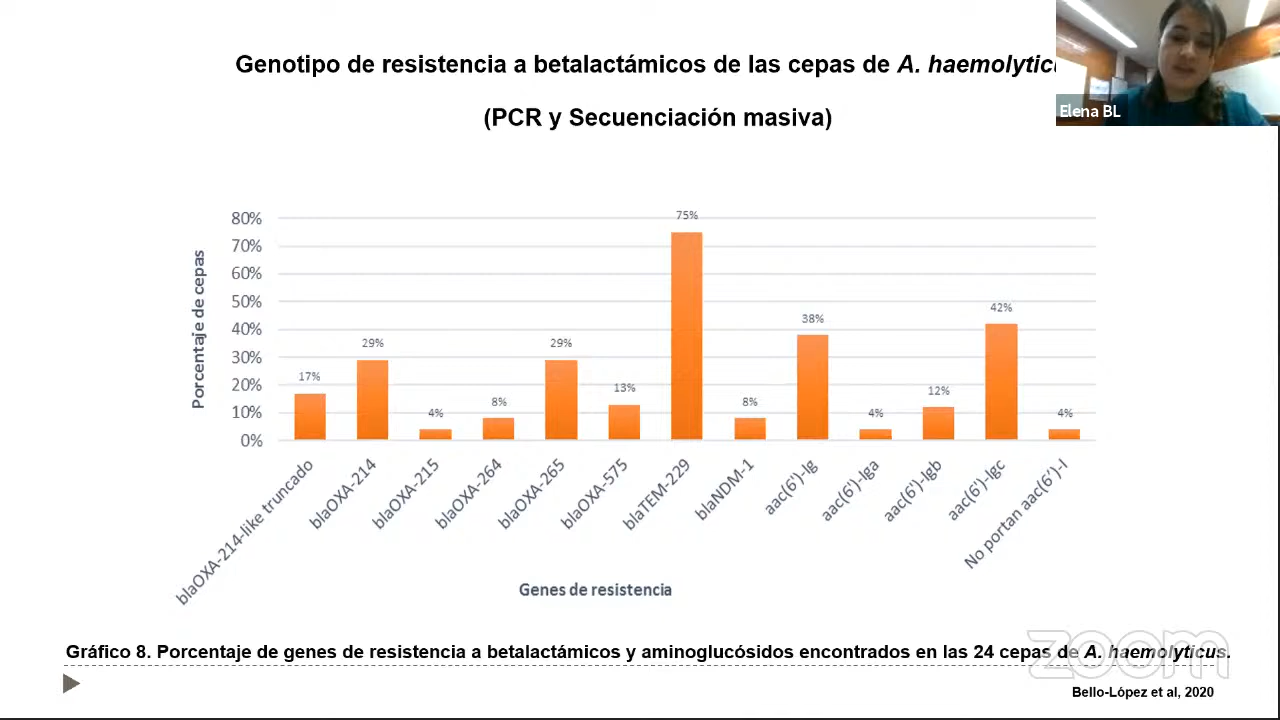 Genotipo de resistencia a betalactámicos de las cepas de A. haemolytic
(PCR y Secuenciación masiva)
Elena BL
Porcentaje de cepas
80%
70%
60%
50%
40%
30%
20%
10%
0%
17%
29%
4%
8%
29%
13%
75%
8%
38%
4%
12%
42%
4%
blaOXA-214-like truncado
blaOXA-214
blaOXA-215
blaOXA-264
blaOXA-265
blaOXA-575
blaTEM-229
blaNDM-1
aac(6')-Ig
aac(6')-Iga
aac(6')-Igb
aac(6')-Igc
No portan aac(6')-I
Genes de resistencia
Gráfico 8. Porcentaje de genes de resistencia a betalactámicos y aminoglucósidos encontrados en las 24 cepas de A. haemolyticus.
zoom
Bello-López et al, 2020